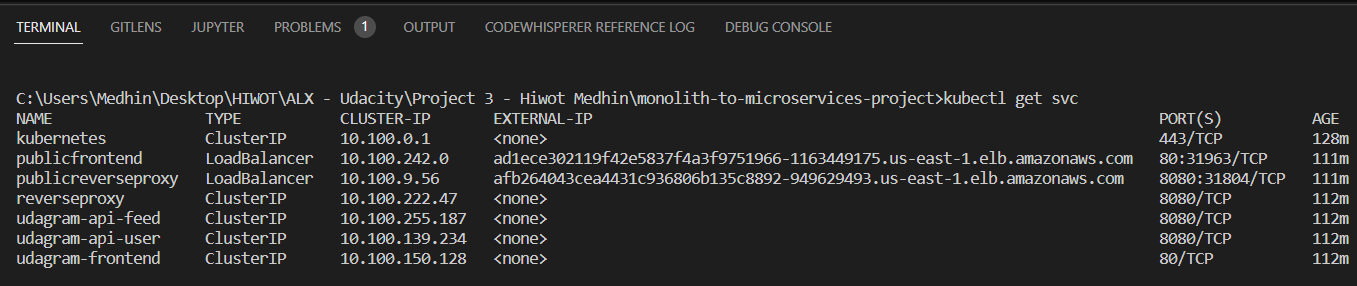 TERMINAL GITLENS JUPYTER PROBLEMS 1 OUTPUT CODEWHISPERER REFERENCE LOG DEBUG CONSOLE
C:\Users\Medhin\Desktop\HIWOT\ALX - Udacity\Project 3 - Hiwot Medhin\monolith-to-microservices-project>kubectl get svc
NAME TYPE CLUSTER-IP EXTERNAL-IP PORT(S) AGE
kubernetes ClusterIP 10.100.0.1 <none> 443/TCP 128m
publicfrontend LoadBalancer 10.100.242.0 ad1ece302119f42e5837f4a3f9751966-1163449175.us-east-1.elb.amazonaws.com 80:31963/TCP 111m
publicreverseproxy LoadBalancer 10.100.9.56 afb264043cea4431c936806b135c8892-949629493.us-east-1.elb.amazonaws.com 8080:31804/TCP 111m
reverseproxy ClusterIP 10.100.222.47 <none> 8080/TCP 112m
udagram-api-feed ClusterIP 10.100.255.187 <none> 8080/TCP 112m
udagram-api-user ClusterIP 10.100.139.234 <none> 8080/TCP 112m
udagram-frontend ClusterIP 10.100.150.128 <none> 80/TCP 112m